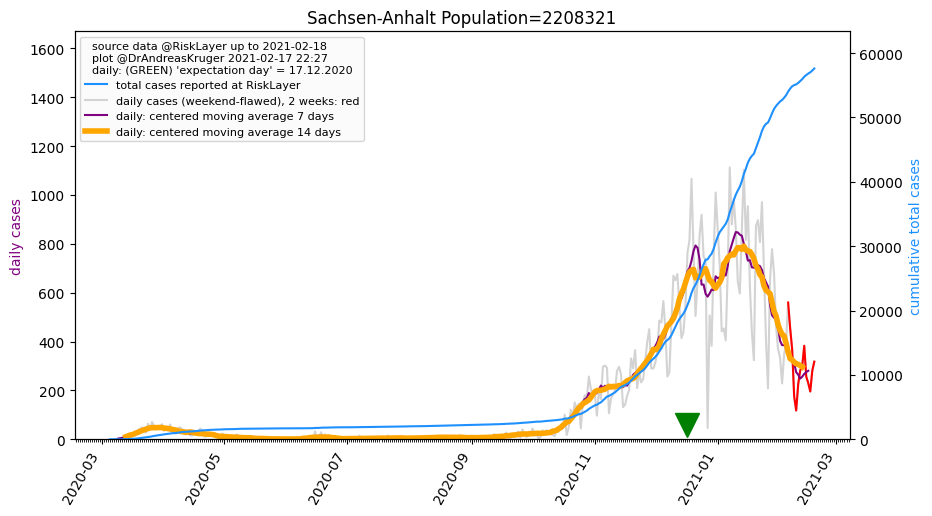 Sachsen-Anhalt Population=2208321
source data @RiskLayer up to 2021-02-18
plot @DrAndreasKruger 2021-02-17 22:27
daily: (GREEN) 'expectation day' = 17.12.2020
total cases reported at RiskLayer
daily cases (weekend-flawed), 2 weeks: red
daily: centered moving average 7 days
daily: centered moving average 14 days
daily cases
1600
1400
1200
1000
800
600
400
200
0
60000
50000
40000
30000
20000
10000
0
cumulative total cases
2020-03
2020-05
2020-07
2020-09
2020-11
2021-01
2021-03